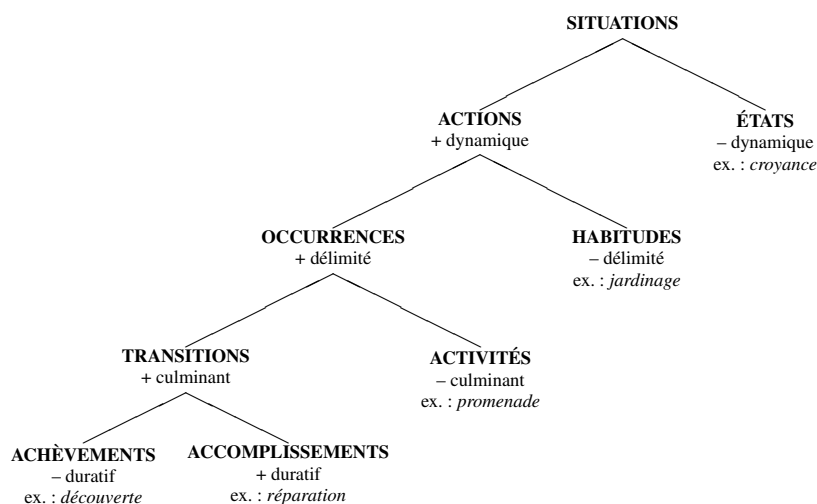 SITUATIONS
ACTIONS
+ dynamique
ÉTATS
– dynamique
ex. : croyance
OCCURRENCES
+ délimité
HABITUDES
– délimité
ex. : jardinage
TRANSITIONS
+ culminant
ACTIVITÉS
– culminant
ex. : promenade
ACHÈVEMENTS
– duratif
ex. : découverte
ACCOMPLISSEMENTS
+ duratif
ex. : réparation